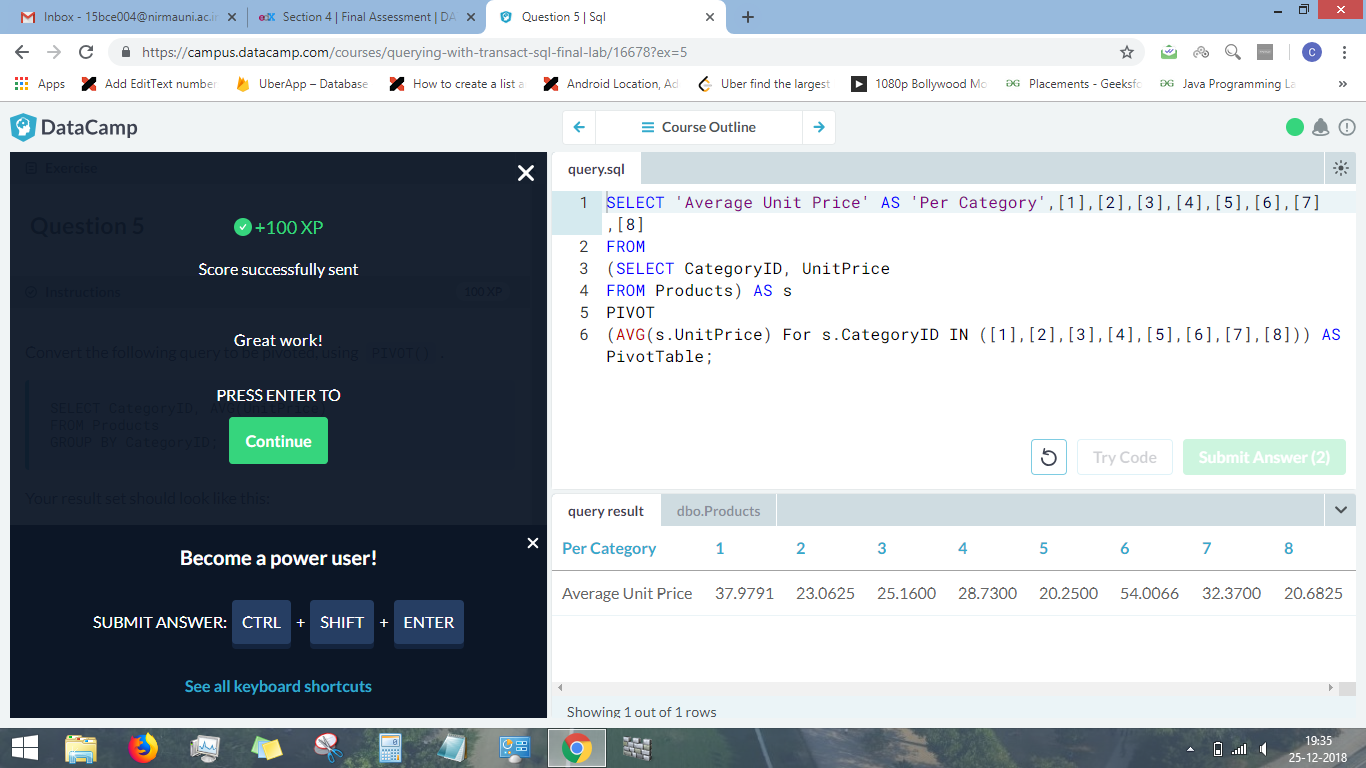 Inbox - 15bce004@nirmauni.ac.in
Section 4 | Final Assessment | DA
Question 5 | Sql
https://campus.datacamp.com/courses/querying-with-transact-sql-final-lab/16678?ex=5
C
Apps
Add EditText number
UberApp – Database
How to create a list a
Android Location, Ad
Uber find the largest
1080p Bollywood Mo
Placements - Geeksfo
Java Programming La
»
DataCamp
Course Outline
Exercise
Question 5
+100 XP
Score successfully sent
Instructions
100 XP
Great work!
Convert the following query to be pivoted, using PIVOT().
PRESS ENTER TO
SELECT CategoryID, AVG(UnitPrice)
FROM Products
GROUP BY CategoryID;
Continue
Your result set should look like this:
Become a power user!
SUBMIT ANSWER: CTRL + SHIFT + ENTER
See all keyboard shortcuts
query.sql
1 SELECT 'Average Unit Price' AS 'Per Category',[1],[2],[3],[4],[5],[6],[7]
,[8]
2 FROM
3 (SELECT CategoryID, UnitPrice
4 FROM Products) AS s
5 PIVOT
6 (AVG(s.UnitPrice) For s.CategoryID IN ([1],[2],[3],[4],[5],[6],[7],[8])) AS
PivotTable;
Try Code
Submit Answer (2)
query result
dbo.Products
Per Category 1 2 3 4 5 6 7 8
Average Unit Price 37.9791 23.0625 25.1600 28.7300 20.2500 54.0066 32.3700 20.6825
Showing 1 out of 1 rows
19:35
25-12-2018